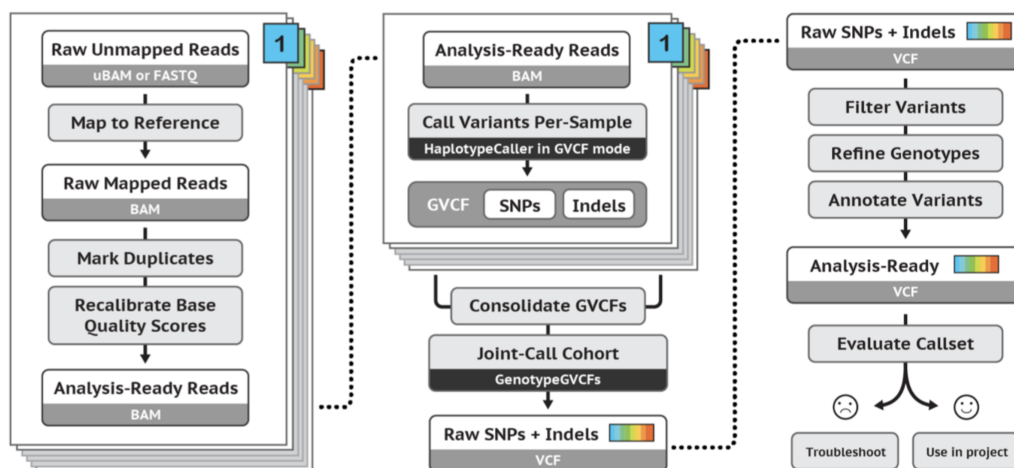 1
Raw Unmapped Reads
uBAM or FASTQ
Map to Reference
Raw Mapped Reads
BAM
Mark Duplicates
Recalibrate Base
Quality Scores
Analysis-Ready Reads
BAM
1
Analysis-Ready Reads
BAM
Call Variants Per-Sample
HaplotypeCaller in GVCF mode
GVCF SNPs Indels
Consolidate GVCFs
Joint-Call Cohort
GenotypeGVCFs
Raw SNPs + Indels
VCF
Raw SNPs + Indels
VCF
Filter Variants
Refine Genotypes
Annotate Variants
Analysis-Ready
VCF
Evaluate Callset
Troubleshoot
Use in project